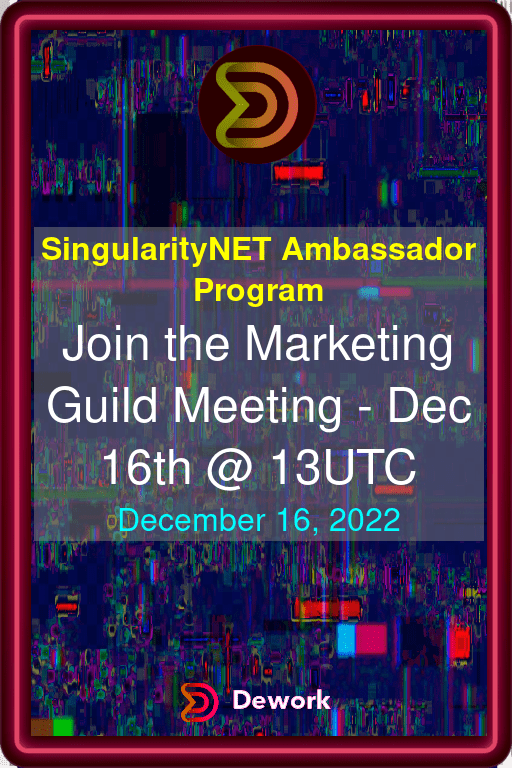 SingularityNET Ambassador
Program
Join the Marketing
Guild Meeting - Dec
16th @ 13UTC
December 16, 2022
Dework